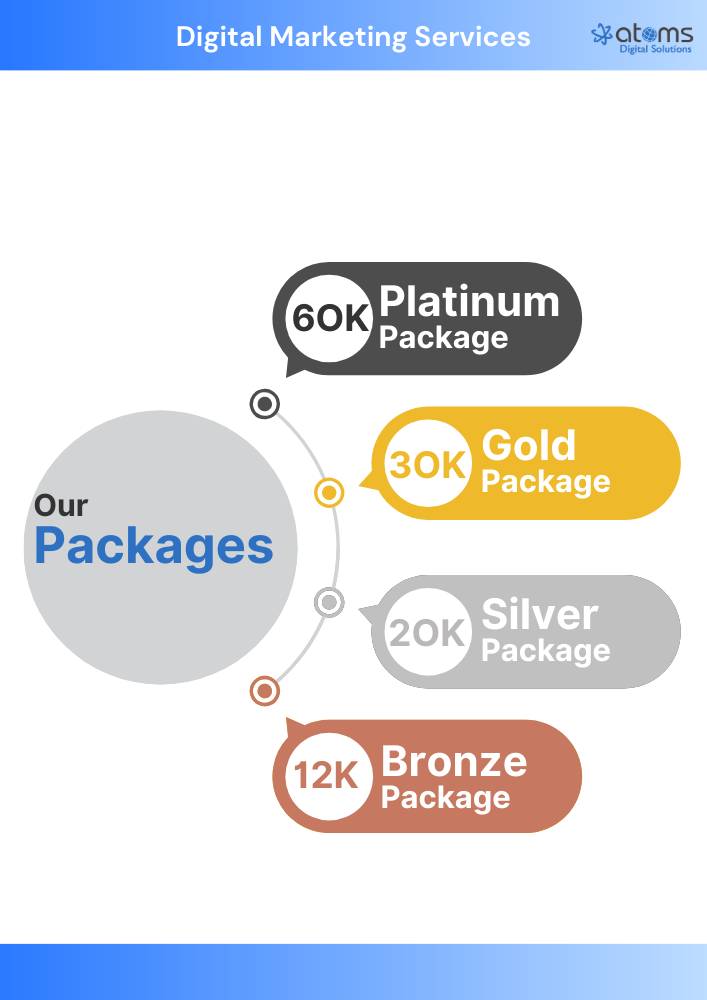 Digital Marketing Services
atoms
Digital Solutions
60K
Platinum
Package
30K
Gold
Package
Our
Packages
20K
Silver
Package
12K
Bronze
Package